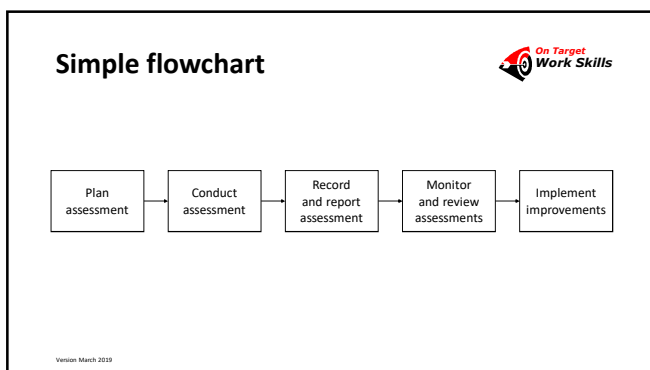 Simple flowchart
On Target
Work Skills
Plan
assessment
Conduct
assessment
Record
and report
assessment
Monitor
and review
assessments
Implement
improvements
Version March 2019